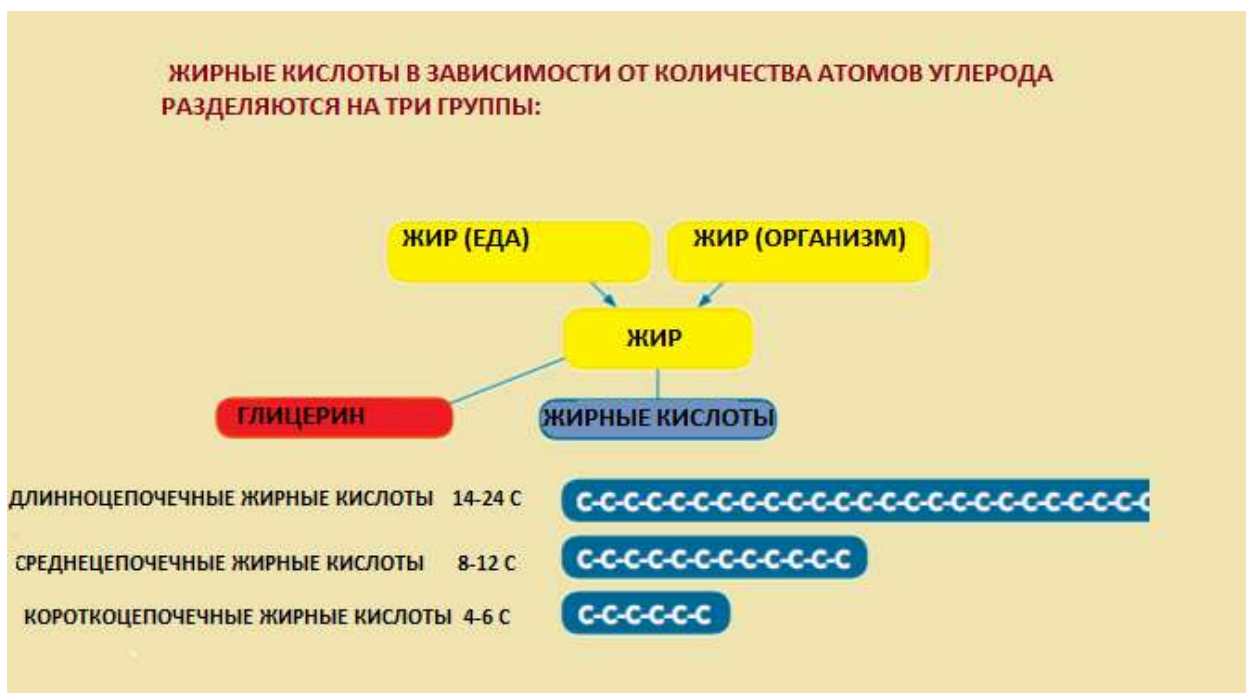 ЖИРНЫЕ КИСЛОТЫ В ЗАВИСИМОСТИ ОТ КОЛИЧЕСТВА АТОМОВ УГЛЕРОДА
РАЗДЕЛЯЮТСЯ НА ТРИ ГРУППЫ:
ЖИР (ЕДА)
ЖИР (ОРГАНИЗМ)
ЖИР
ГЛИЦЕРИН
ЖИРНЫЕ КИСЛОТЫ
ДЛИННОЦЕПОЧЕЧНЫЕ ЖИРНЫЕ КИСЛОТЫ 14-24 С
C-C-C-C-C-C-C-C-C-C-C-C-C-C-C-C-C-C-C-C-C-C-C-C-C
СРЕДНЕЦЕПОЧЕЧНЫЕ ЖИРНЫЕ КИСЛОТЫ 8-12 С
C-C-C-C-C-C-C-C-C-C-C-C
КОРОТКОЦЕПОЧЕЧНЫЕ ЖИРНЫЕ КИСЛОТЫ 4-6 С
C-C-C-C-C-C